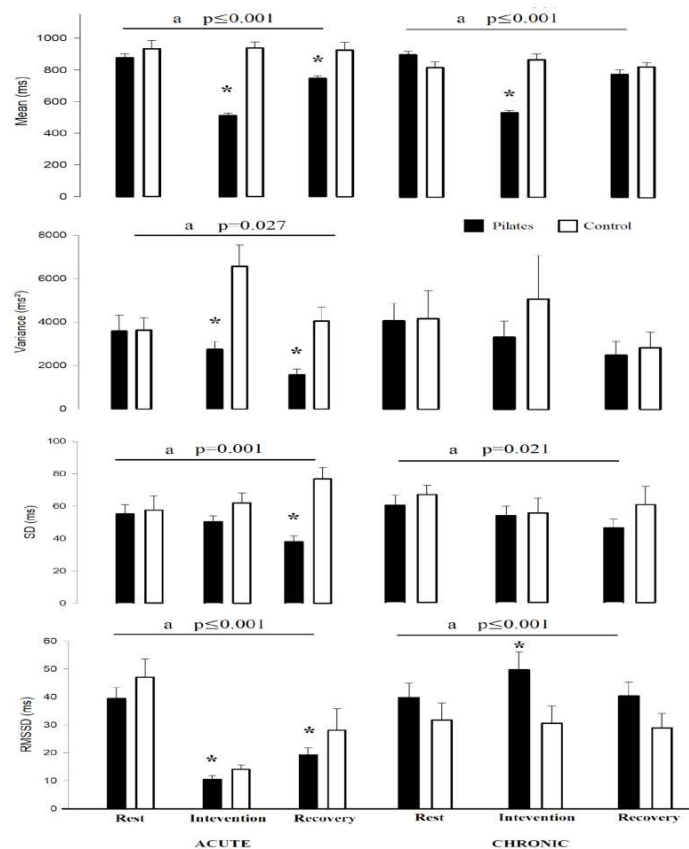 a p≤0.001 a p≤0.001
1000
800
600
400
200
0
Mean (ms)
* * *
a p=0.027 Pilates Control
8000
6000
4000
2000
0
Variance (ms²)
* *
a p=0.001 a p=0.021
100
80
60
40
20
0
SD (ms)
*
a p≤0.001 a p≤0.001
60
50
40
30
20
10
0
RMSSD (ms)
* * *
Rest Intevention Recovery Rest Intevention Recovery
ACUTE CHRONIC